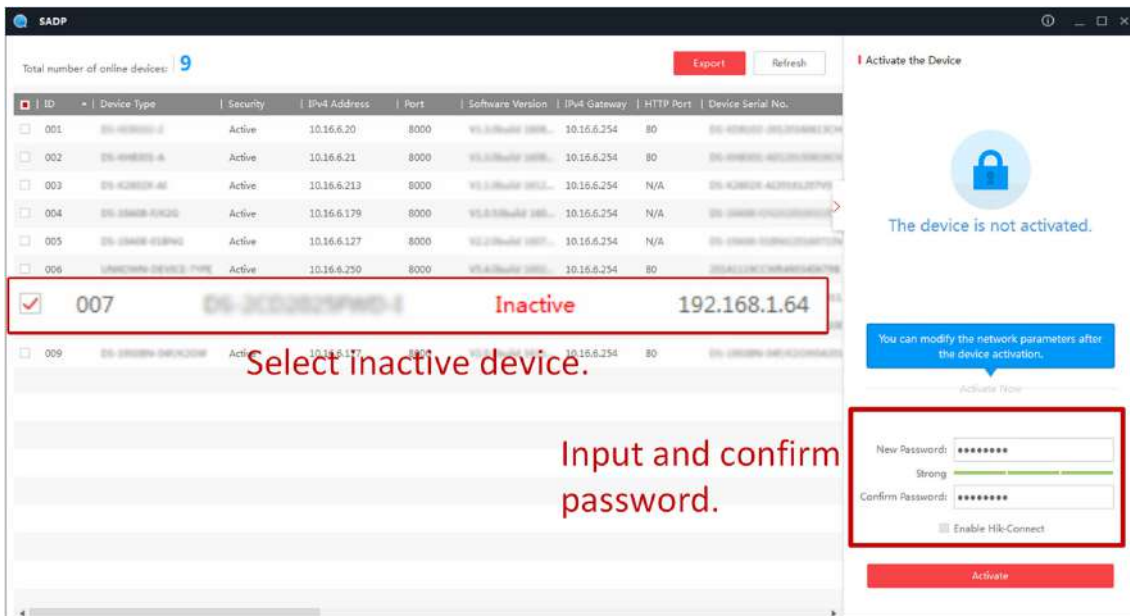 SADP
Total number of online devices: 9
Export
Refresh
ID | Device Type | Security | IPv4 Address | Port | Software Version | IPv4 Gateway | HTTP Port | Device Serial No.
001 Active 10.16.6.20 8000 10.16.6.254 80
002 Active 10.16.6.21 8000 10.16.6.254 80
003 Active 10.16.6.213 8000 10.16.6.254 N/A
004 Active 10.16.6.179 8000 10.16.6.254 N/A
005 Active 10.16.6.127 8000 10.16.6.254 N/A
006 UNKNOWN-DEVICE-TYPE Active 10.16.6.250 8000 10.16.6.254 80
007 Inactive 192.168.1.64
009 10.16.6.254 80
Select inactive device.
Input and confirm
password.
Activate the Device
The device is not activated.
You can modify the network parameters after
the device activation.
Activate Now
New Password: ●●●●●●●●
Strong
Confirm Password: ●●●●●●●●
Enable Hik-Connect
Activate